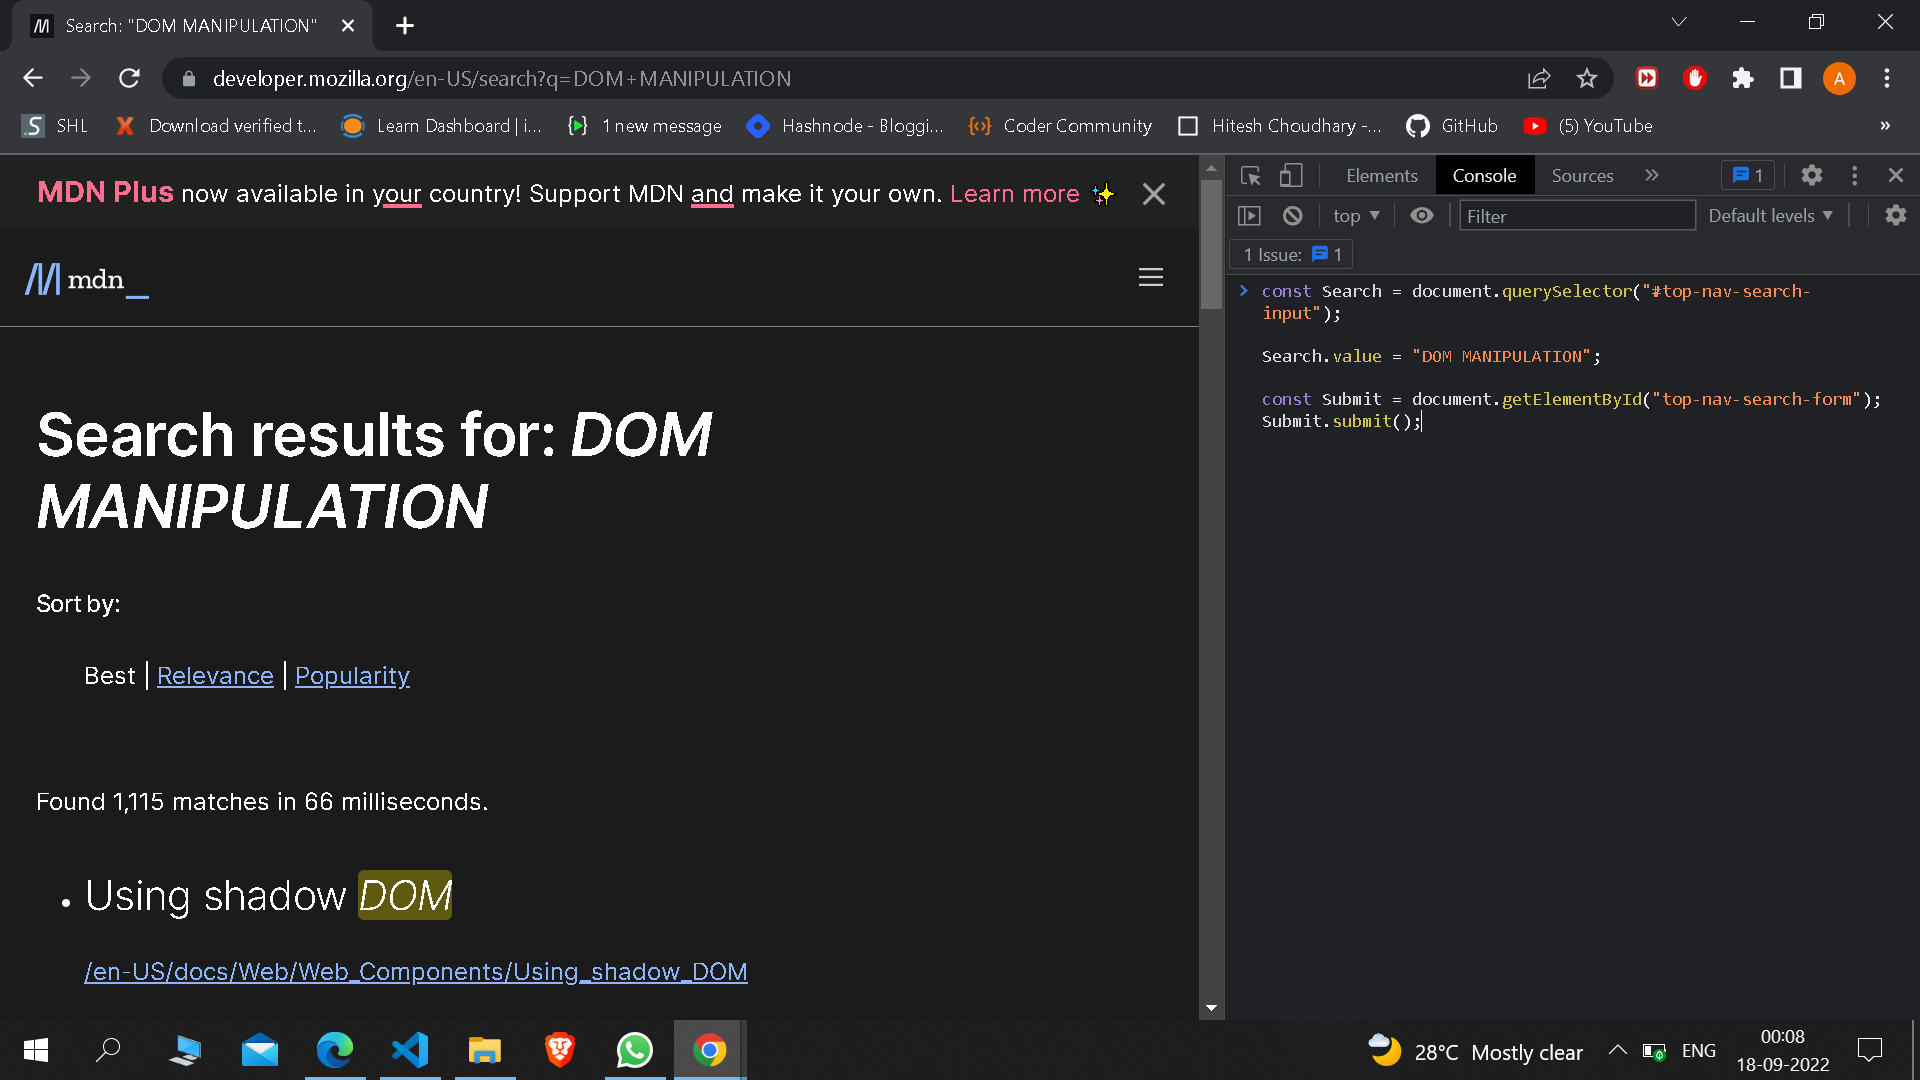 Search: "DOM MANIPULATION"
developer.mozilla.org/en-US/search?q=DOM+MANIPULATION
A
SHL
Download verified t...
Learn Dashboard | i...
1 new message
Hashnode - Bloggi...
Coder Community
Hitesh Choudhary -...
GitHub
(5) YouTube
»
MDN Plus now available in your country! Support MDN and make it your own. Learn more ✨
mdn_
Search results for: DOM
MANIPULATION
Sort by:
Best | Relevance | Popularity
Found 1,115 matches in 66 milliseconds.
• Using shadow DOM
/en-US/docs/Web/Web_Components/Using_shadow_DOM
Elements
Console
Sources
»
1
top ▼
Filter
Default levels ▼
1 Issue: 1
> const Search = document.querySelector("#top-nav-search-
input");
Search.value = "DOM MANIPULATION";
const Submit = document.getElementById("top-nav-search-form");
Submit.submit();
28°C Mostly clear
ENG
00:08
18-09-2022